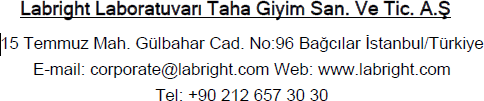 Labright Laboratuvarı Taha Giyim San. Ve Tic. A.Ş
15 Temmuz Mah. Gülbahar Cad. No:96 Bağcılar İstanbul/Türkiye
E-mail: corporate@labright.com Web: www.labright.com
Tel: +90 212 657 30 30